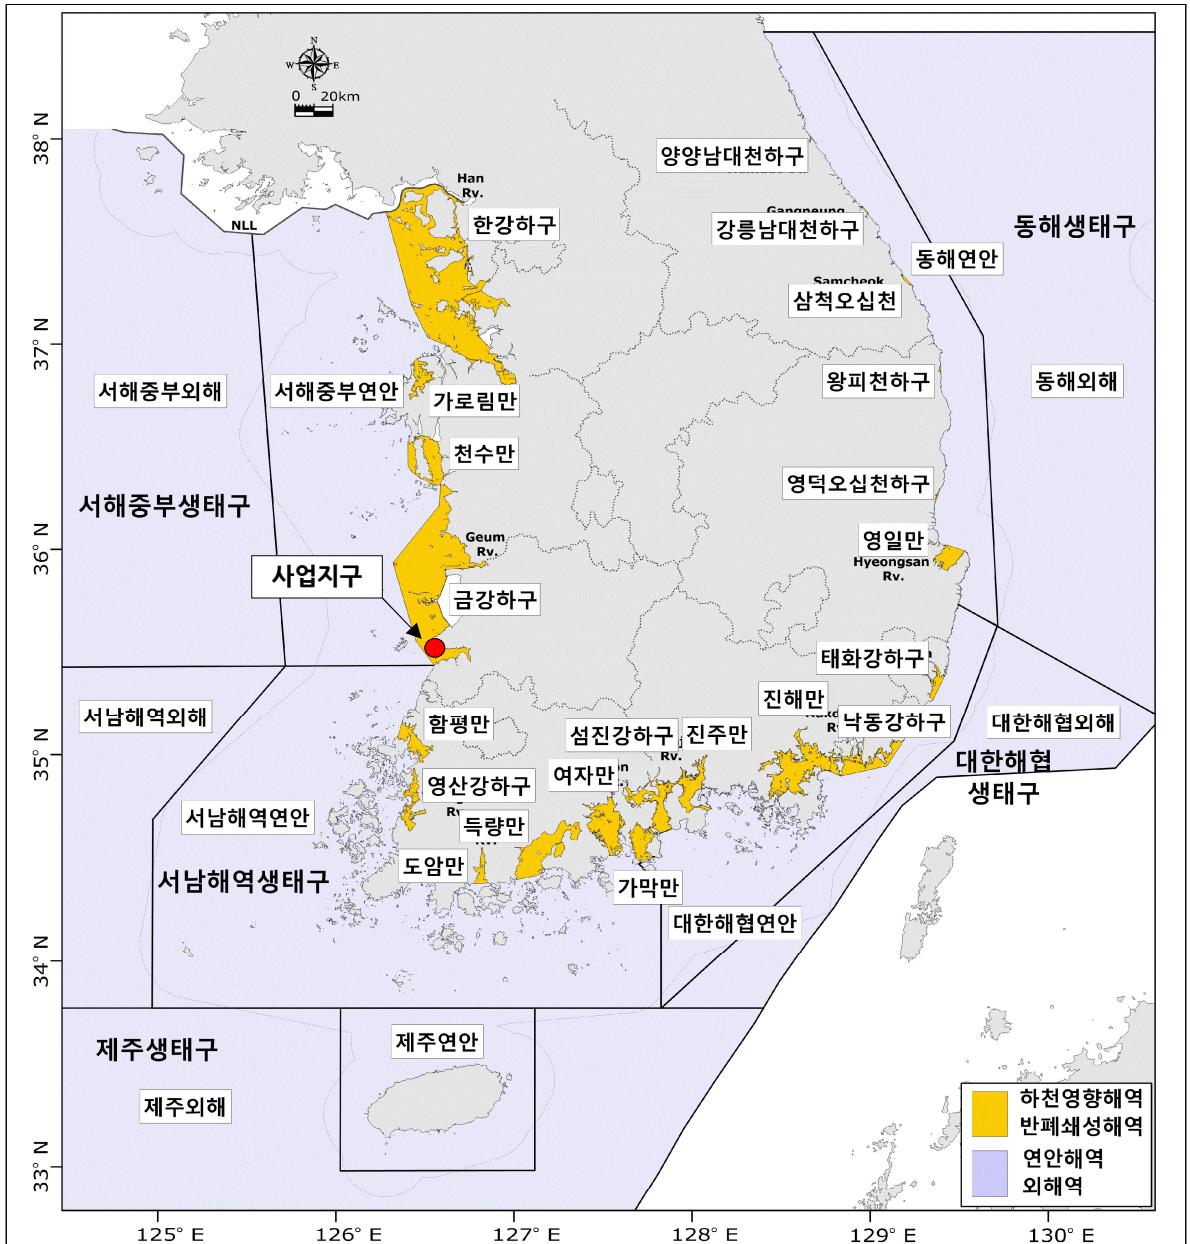 N
W E
S
0 20km
38° N
양양남대천하구
Han
Rv.
한강하구
Gangneung
강릉남대천하구
동해생태구
NLL
동해연안
Samcheok
삼척오십천
37° N
서해중부외해
서해중부연안
가로림만
왕피천하구
동해외해
천수만
영덕오십천하구
서해중부생태구
36° N
Geum
Rv.
영일만
Hyeongsan
Rv.
사업지구
금강하구
태화강하구
서남해역외해
함평만
섬진강하구
진주만
진해만
낙동강하구
대한해협외해
35° N
영산강하구
여자만
대한해협
생태구
서남해역연안
득량만
도암만
서남해역생태구
가막만
대한해협연안
34° N
제주생태구
제주연안
제주외해
하천영향해역
반폐쇄성해역
연안해역
외해역
33° N
125° E 126° E 127° E 128° E 129° E 130° E